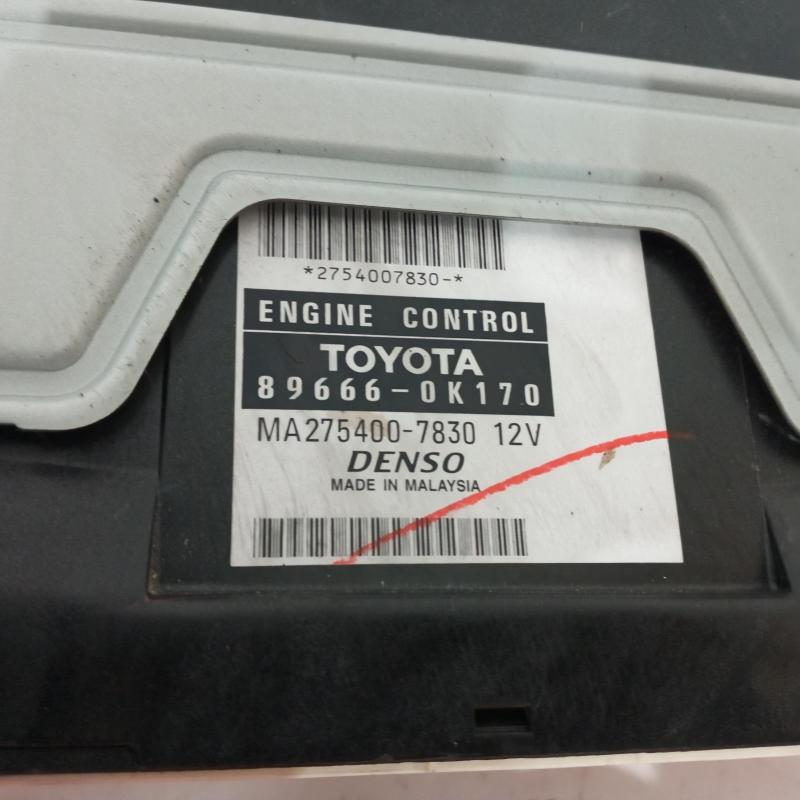 *2754007830-*
ENGINE CONTROL
TOYOTA
89666-0K170
MA275400-7830 12V
DENSO
MADE IN MALAYSIA